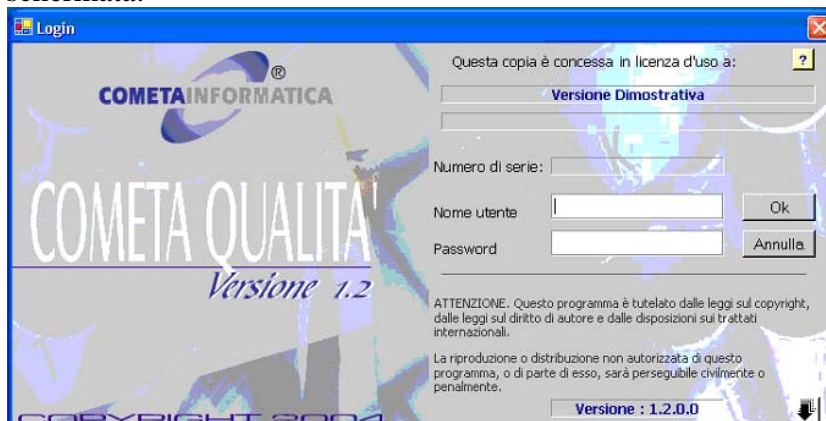 schermata.
Login
Questa copia è concessa in licenza d'uso a:
?
COMETAINFORMATICA
®
Versione Dimostrativa
Numero di serie:
Nome utente
Ok
Password
Annulla
COMETA QUALITA'
Versione 1.2
ATTENZIONE. Questo programma è tutelato dalle leggi sul copyright,
dalle leggi sul diritto di autore e dalle disposizioni sui trattati
internazionali.
La riproduzione o distribuzione non autorizzata di questo
programma, o di parte di esso, sarà perseguibile civilmente o
penalmente.
Versione : 1.2.0.0
COPYRIGHT 2004